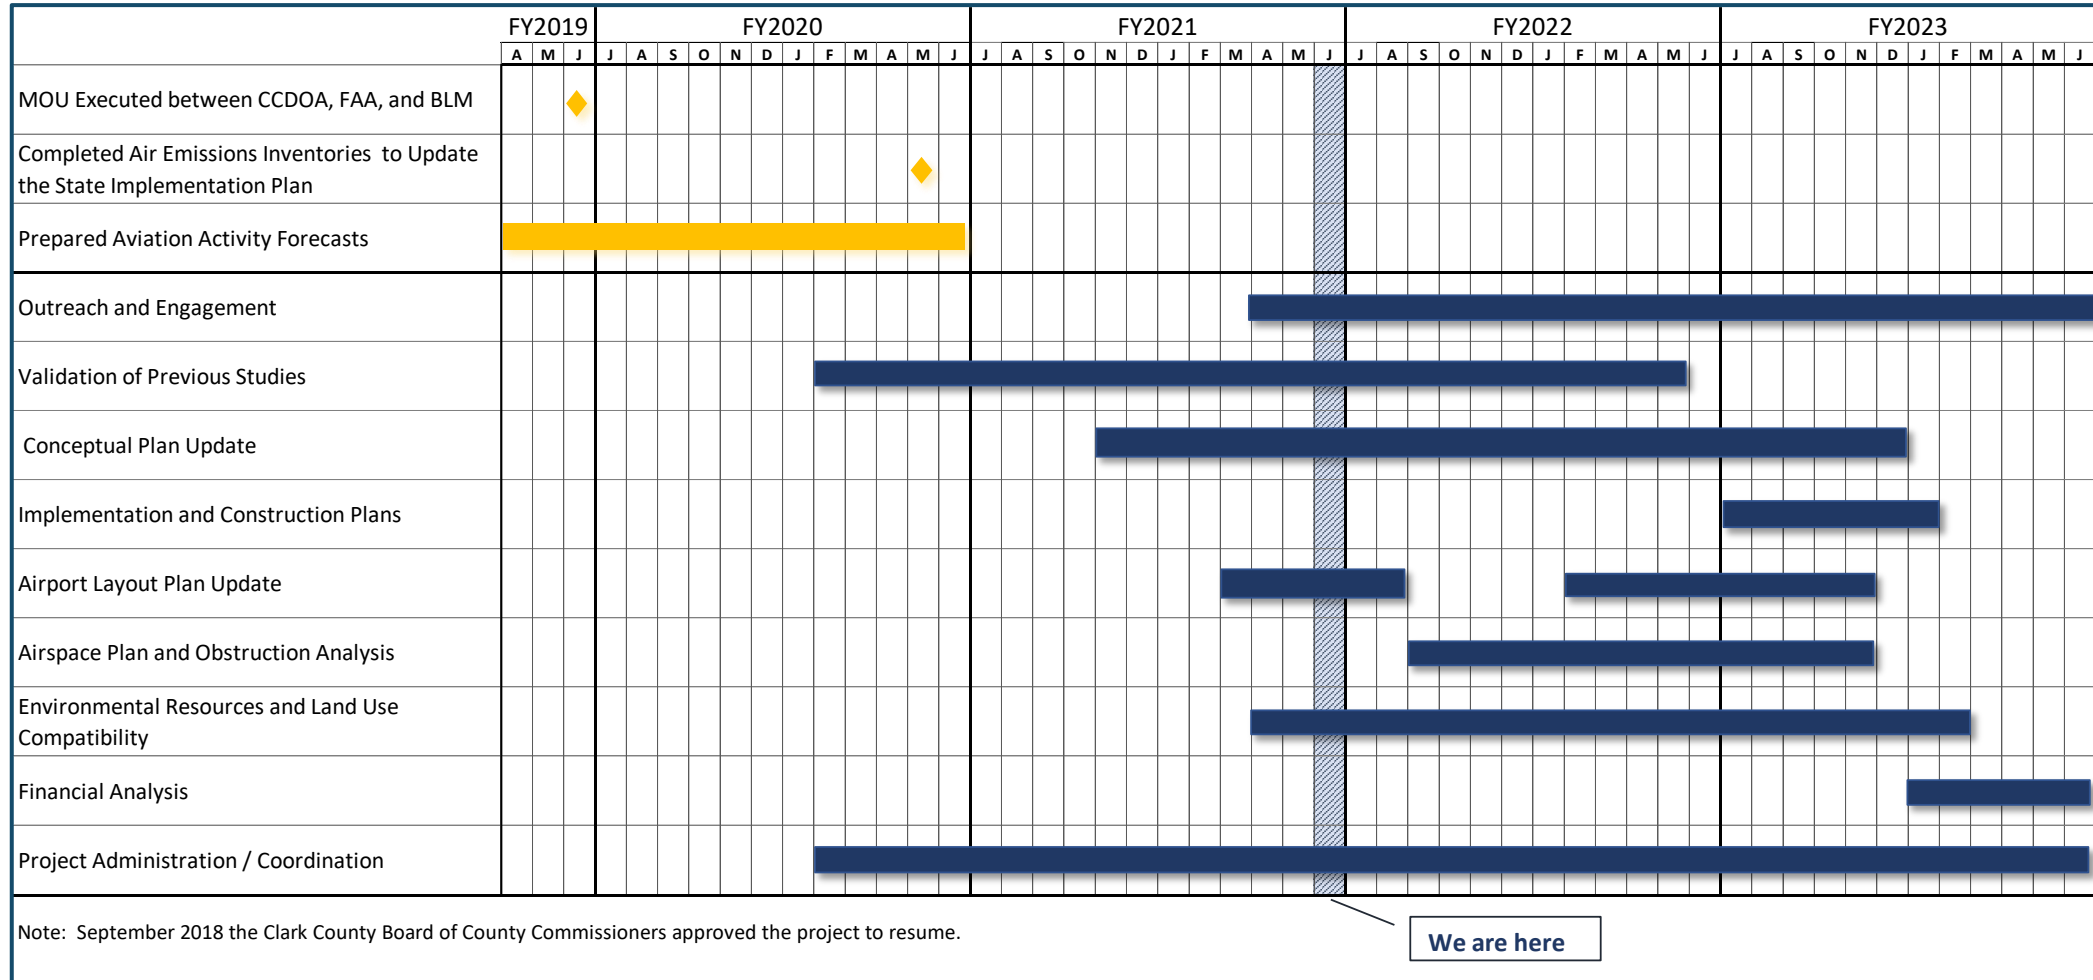 FY2019 FY2020 FY2021 FY2022 FY2023
A M J J A S O N D J F M A M J J A S O N D J F M A M J J A S O N D J F M A M J J A S O N D J F M A M J
MOU Executed between CCDOA, FAA, and BLM
Completed Air Emissions Inventories to Update
the State Implementation Plan
Prepared Aviation Activity Forecasts
Outreach and Engagement
Validation of Previous Studies
Conceptual Plan Update
Implementation and Construction Plans
Airport Layout Plan Update
Airspace Plan and Obstruction Analysis
Environmental Resources and Land Use
Compatibility
Financial Analysis
Project Administration / Coordination
Note: September 2018 the Clark County Board of County Commissioners approved the project to resume.
We are here